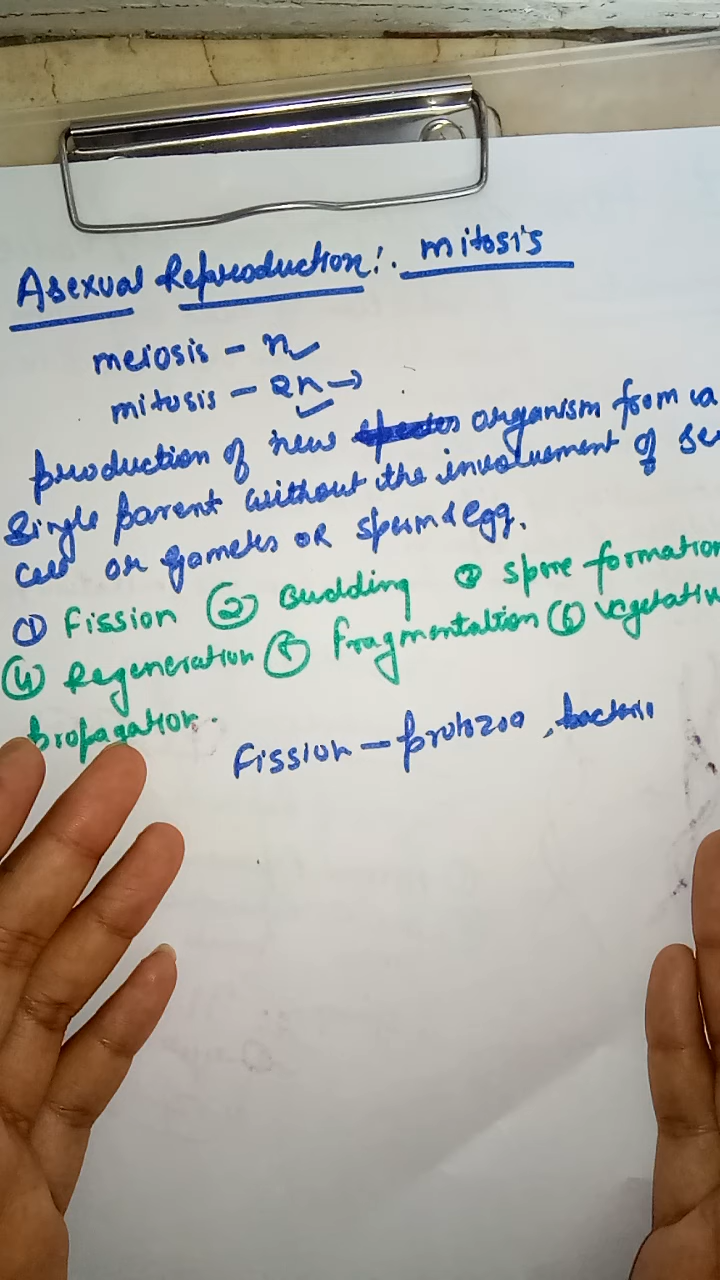 Asexual Reproduction:. mitosis
meiosis - n
mitosis - 2n →
production of new organism from a
single parent without the involvement of se
cell or gametes or sperm & egg.
① Fission ② Budding ③ spore formation
④ Regeneration ⑤ fragmentation ⑥ vegetative
propagation.
Fission - protozoa, bacteria